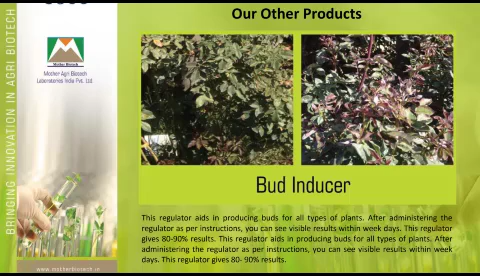 Our Other Products
BRINGING INNOVATION IN AGRI BIOTECH
Mother Biotech
Mother Agri Biotech
Laboratories India Pvt. Ltd.
Bud Inducer
This regulator aids in producing buds for all types of plants. After administering the
regulator as per instructions, you can see visible results within week days. This regulator
gives 80-90% results. This regulator aids in producing buds for all types of plants. After
administering the regulator as per instructions, you can see visible results within week
days. This regulator gives 80- 90% results.
www.motherbiotech.in